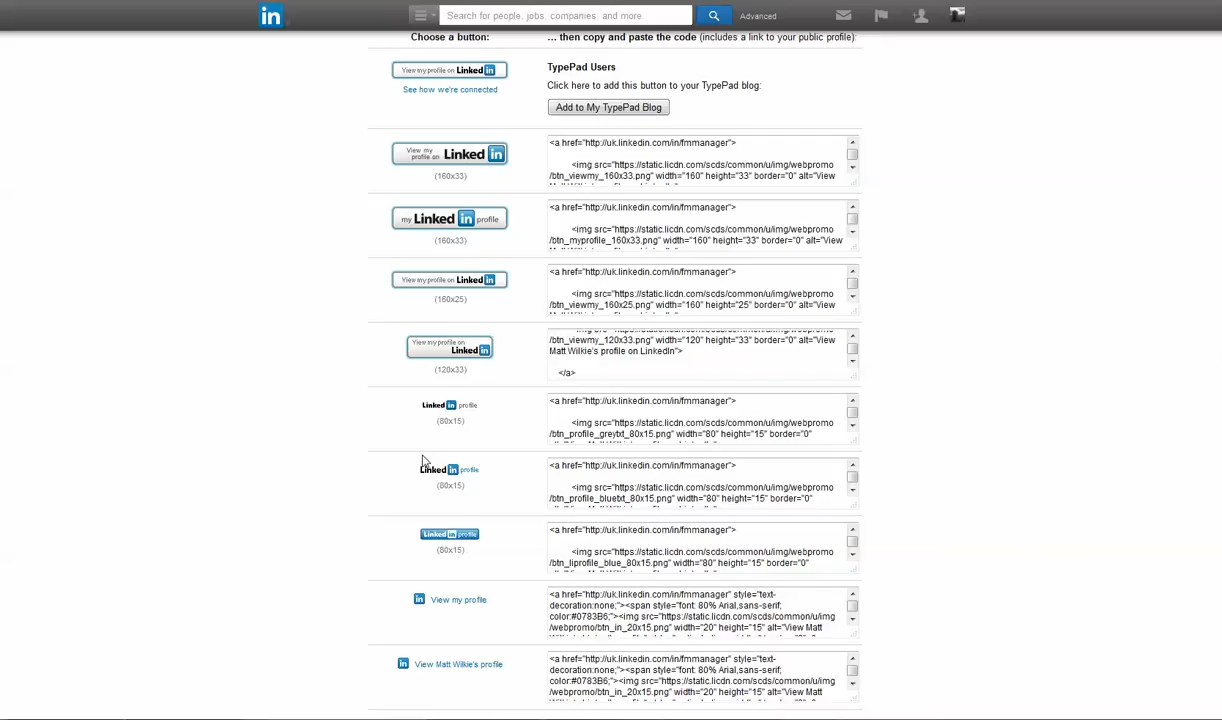 in
Search for people, jobs, companies, and more.
Advanced
Choose a button:
... then copy and paste the code (includes a link to your public profile):
View my profile on Linked in
See how we're connected
TypePad Users
Click here to add this button to your TypePad blog:
Add to My TypePad Blog
View my profile on Linked in
(160x33)
<a href="http://uk.linkedin.com/in/fmmanager">
<img src="https://static.licdn.com/scds/common/u/img/webpromo
/btn_viewmy_160x33.png" width="160" height="33" border="0" alt="View
my Linked in profile
(160x33)
<a href="http://uk.linkedin.com/in/fmmanager">
<img src="https://static.licdn.com/scds/common/u/img/webpromo
/btn_myprofile_160x33.png" width="160" height="33" border="0" alt="View
View my profile on Linked in
(160x25)
<a href="http://uk.linkedin.com/in/fmmanager">
<img src="https://static.licdn.com/scds/common/u/img/webpromo
/btn_viewmy_160x25.png" width="160" height="25" border="0" alt="View
View my profile on
Linked in
(120x33)
/btn_viewmy_120x33.png" width="120" height="33" border="0" alt="View
Matt Wilkie's profile on LinkedIn">
</a>
Linked in profile
(80x15)
<a href="http://uk.linkedin.com/in/fmmanager">
<img src="https://static.licdn.com/scds/common/u/img/webpromo
/btn_profile_greytxt_80x15.png" width="80" height="15" border="0"
Linked in profile
(80x15)
<a href="http://uk.linkedin.com/in/fmmanager">
<img src="https://static.licdn.com/scds/common/u/img/webpromo
/btn_profile_bluetxt_80x15.png" width="80" height="15" border="0"
Linked in profile
(80x15)
<a href="http://uk.linkedin.com/in/fmmanager">
<img src="https://static.licdn.com/scds/common/u/img/webpromo
/btn_liprofile_blue_80x15.png" width="80" height="15" border="0"
in View my profile
<a href="http://uk.linkedin.com/in/fmmanager" style="text-
decoration:none;"><span style="font: 80% Arial,sans-serif;
color:#0783B6;"><img src="https://static.licdn.com/scds/common/u/img
/webpromo/btn_in_20x15.png" width="20" height="15" alt="View Matt
in View Matt Wilkie's profile
<a href="http://uk.linkedin.com/in/fmmanager" style="text-
decoration:none;"><span style="font: 80% Arial,sans-serif;
color:#0783B6;"><img src="https://static.licdn.com/scds/common/u/img
/webpromo/btn_in_20x15.png" width="20" height="15" alt="View Matt